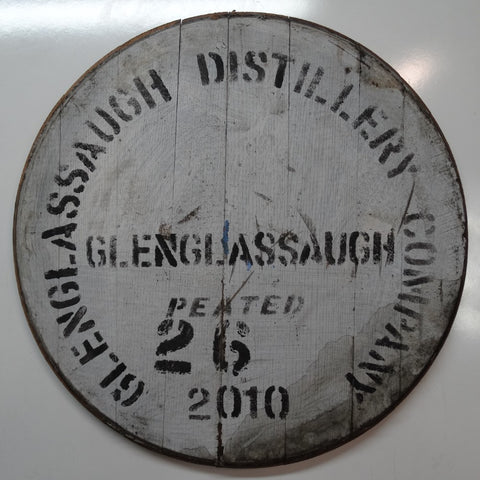 GLENGLASSAUGH DISTILLERY COMPANY
GLENGLASSAUGH
PEATED
26
2010